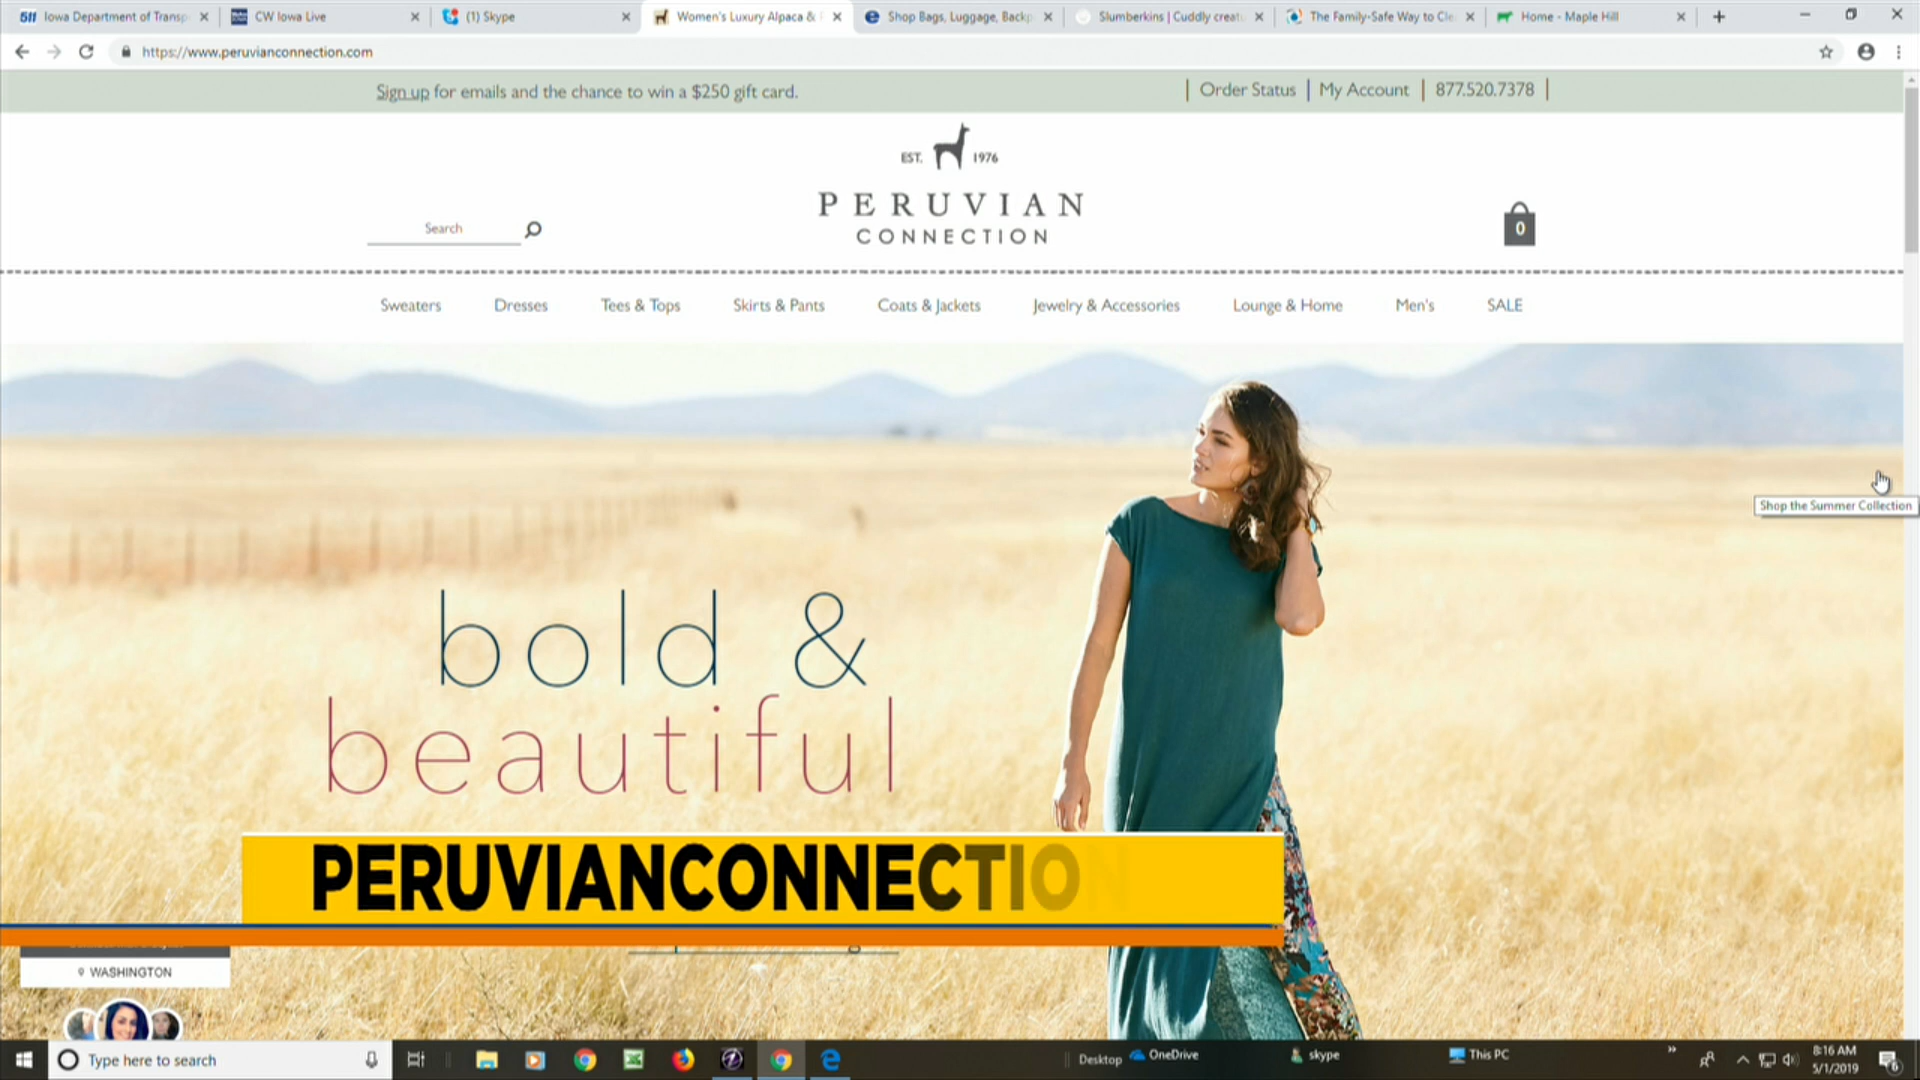 511 Iowa Department of Transp
CW Iowa Live
(1) Skype
Women's Luxury Alpaca &
Shop Bags, Luggage, Backp
Slumberkins | Cuddly creat
The Family-Safe Way to Cle
Home - Maple Hill
https://www.peruvianconnection.com
Sign up for emails and the chance to win a $250 gift card.
Order Status | My Account | 877.520.7378
EST. 1976
PERUVIAN
CONNECTION
Search
0
Sweaters Dresses Tees & Tops Skirts & Pants Coats & Jackets Jewelry & Accessories Lounge & Home Men's SALE
Shop the Summer Collection
bold &
beautiful
PERUVIANCONNECTION
WASHINGTON
Type here to search
Desktop
OneDrive
skype
This PC
8:16 AM
5/1/2019
6